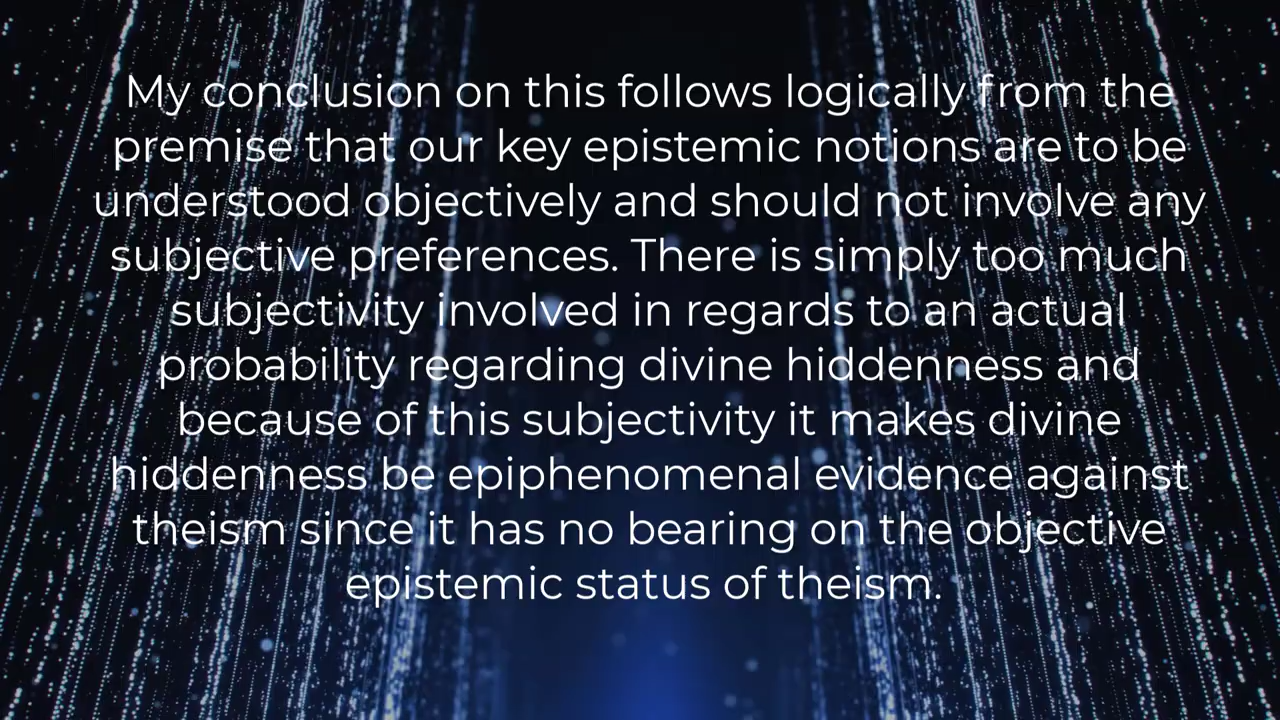 My conclusion on this follows logically from the
premise that our key epistemic notions are to be
understood objectively and should not involve any
subjective preferences. There is simply too much
subjectivity involved in regards to an actual
probability regarding divine hiddenness and
because of this subjectivity it makes divine
hiddenness be epiphenomenal evidence against
theism since it has no bearing on the objective
epistemic status of theism.